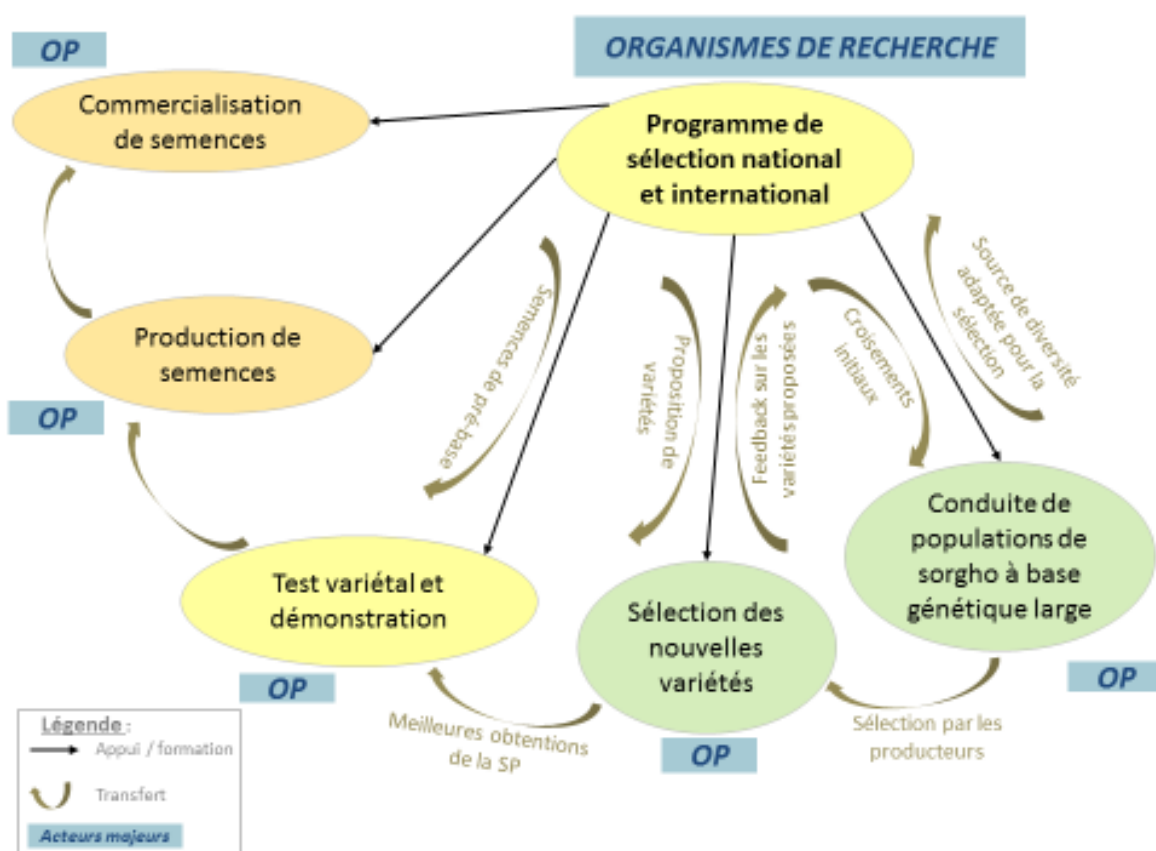 OP
ORGANISMES DE RECHERCHE
Commercialisation
de semences
Programme de
sélection national
et international
Production de
semences
OP
Semences de pré-base
Proposition de
variétés
Feedback sur les
variétés proposées
Croisements
initiaux
Source de diversité
adaptée pour la
sélection
Test variétal et
démonstration
OP
Sélection des
nouvelles
variétés
OP
Conduite de
populations de
sorgho à base
génétique large
OP
Meilleures obtentions
de la SP
Sélection par les
producteurs
Légende :
Appui / formation
Transfert
Acteurs majeurs